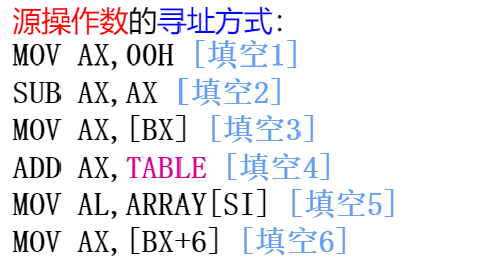 源操作数的寻址方式:
MOV AX,00H [填空1]
SUB AX,AX [填空2]
MOV AX,[BX] [填空3]
ADD AX,TABLE [填空4]
MOV AL,ARRAY[SI] [填空5]
MOV AX,[BX+6] [填空6]